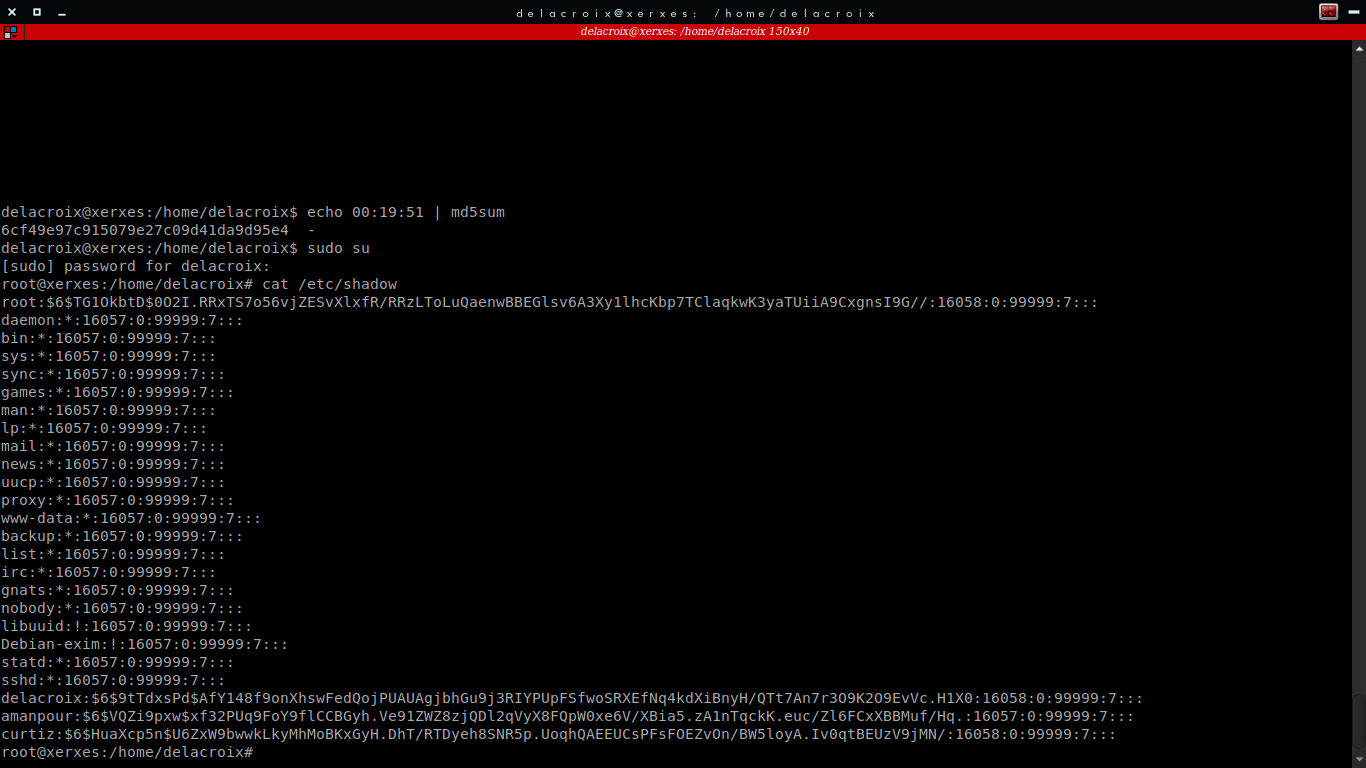 delacroix@xerxes: /home/delacroix
delacroix@xerxes: /home/delacroix 150x40
delacroix@xerxes:/home/delacroix$ echo 00:19:51 | md5sum
6cf49e97c915079e27c09d41da9d95e4  -
delacroix@xerxes:/home/delacroix$ sudo su
[sudo] password for delacroix:
root@xerxes:/home/delacroix# cat /etc/shadow
root:$6$TG1OkbtD$0O2I.RRxTS7o56vjZESvXlxfR/RRzLToLuQaenwBBEGlsv6A3Xy1lhcKbp7TClaqkwK3yaTUiiA9CxgnsI9G//:16058:0:99999:7:::
daemon:*:16057:0:99999:7:::
bin:*:16057:0:99999:7:::
sys:*:16057:0:99999:7:::
sync:*:16057:0:99999:7:::
games:*:16057:0:99999:7:::
man:*:16057:0:99999:7:::
lp:*:16057:0:99999:7:::
mail:*:16057:0:99999:7:::
news:*:16057:0:99999:7:::
uucp:*:16057:0:99999:7:::
proxy:*:16057:0:99999:7:::
www-data:*:16057:0:99999:7:::
backup:*:16057:0:99999:7:::
list:*:16057:0:99999:7:::
irc:*:16057:0:99999:7:::
gnats:*:16057:0:99999:7:::
nobody:*:16057:0:99999:7:::
libuuid:!:16057:0:99999:7:::
Debian-exim:!:16057:0:99999:7:::
statd:*:16057:0:99999:7:::
sshd:*:16057:0:99999:7:::
delacroix:$6$9tTdxsPd$AfY148f9onXhswFedQojPUAUAgjbhGu9j3RIYPUpFSfwoSRXEfNq4kdXiBnyH/QTt7An7r3O9K2O9EvVc.H1X0:16058:0:99999:7:::
amanpour:$6$VQZi9pxw$xf32PUq9FoY9flCCBGyh.Ve91ZWZ8zjQDl2qVyX8FQpW0xe6V/XBia5.zA1nTqckK.euc/Zl6FCxXBBMuf/Hq.:16057:0:99999:7:::
curtiz:$6$HuaXcp5n$U6ZxW9bwwkLkyMhMoBKxGyH.DhT/RTDyeh8SNR5p.UoqhQAEEUCsPFsFOEZvOn/BW5loyA.Iv0qtBEUzV9jMN/:16058:0:99999:7:::
root@xerxes:/home/delacroix#